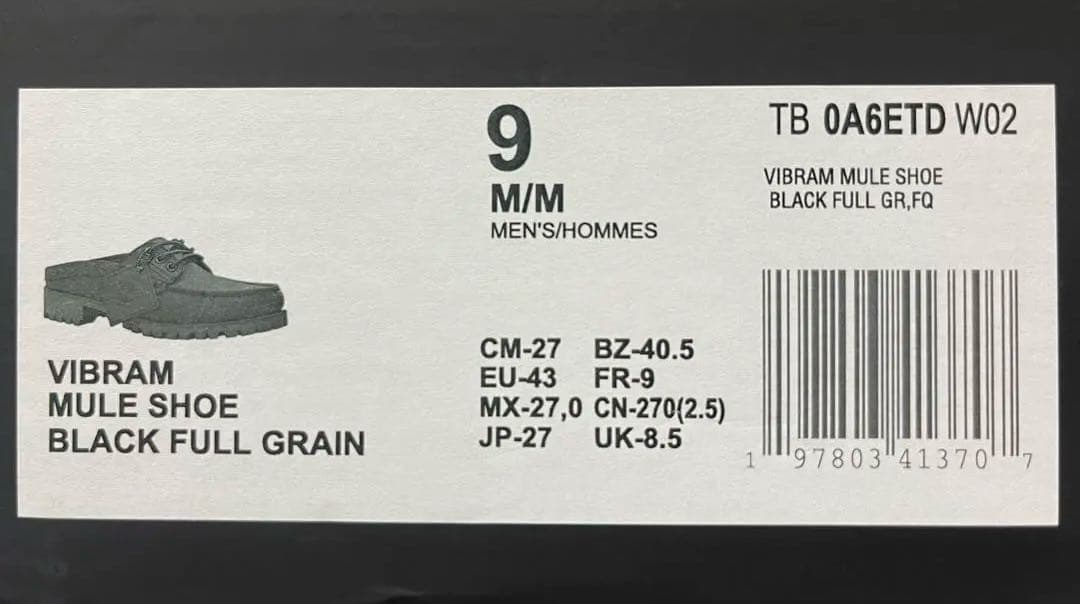 9
M/M
MEN'S/HOMMES
TB 0A6ETD W02
VIBRAM MULE SHOE
BLACK FULL GR,FQ
VIBRAM
MULE SHOE
BLACK FULL GRAIN
CM-27 BZ-40.5
EU-43 FR-9
MX-27,0 CN-270(2.5)
JP-27 UK-8.5
1 97803 41370 7